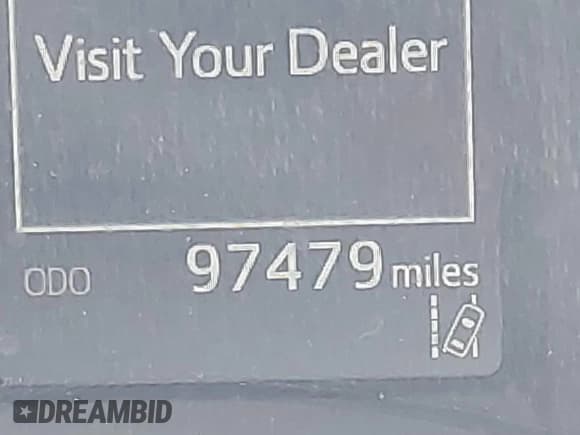 Visit Your Dealer
ODO 97479 miles
DREAMBID